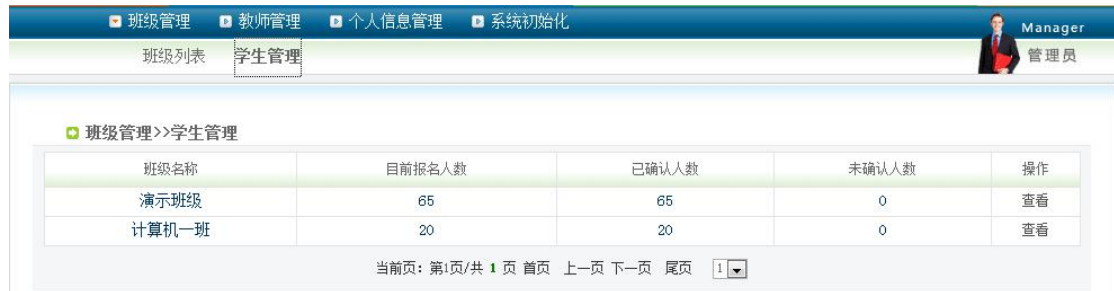 班级管理 教师管理 个人信息管理 系统初始化 Manager
班级列表 学生管理 管理员
班级管理>>学生管理
班级名称 目前报名人数 已确认人数 未确认人数 操作
演示班级 65 65 0 查看
计算机一班 20 20 0 查看
当前页: 第1页/共 1 页 首页 上一页 下一页 尾页 1